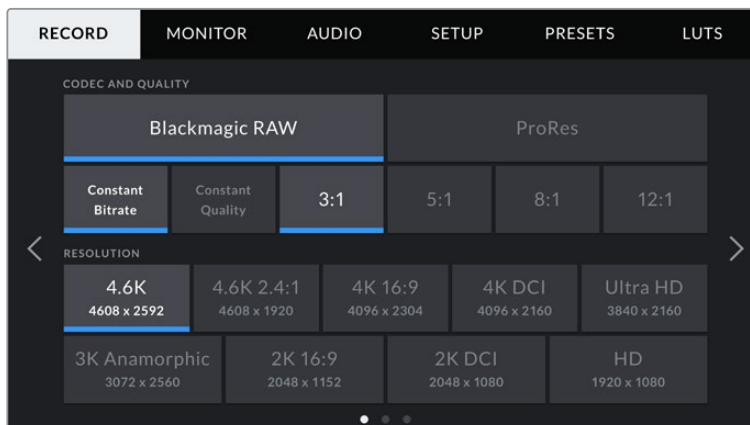 RECORD MONITOR AUDIO SETUP PRESETS LUTS
CODEC AND QUALITY
Blackmagic RAW ProRes
Constant Bitrate Constant Quality 3:1 5:1 8:1 12:1
RESOLUTION
4.6K 4.6K 2.4:1 4K 16:9 4K DCI Ultra HD
4608 x 2592 4608 x 1920 4096 x 2304 4096 x 2160 3840 x 2160
3K Anamorphic 2K 16:9 2K DCI HD
3072 x 2560 2048 x 1152 2048 x 1080 1920 x 1080